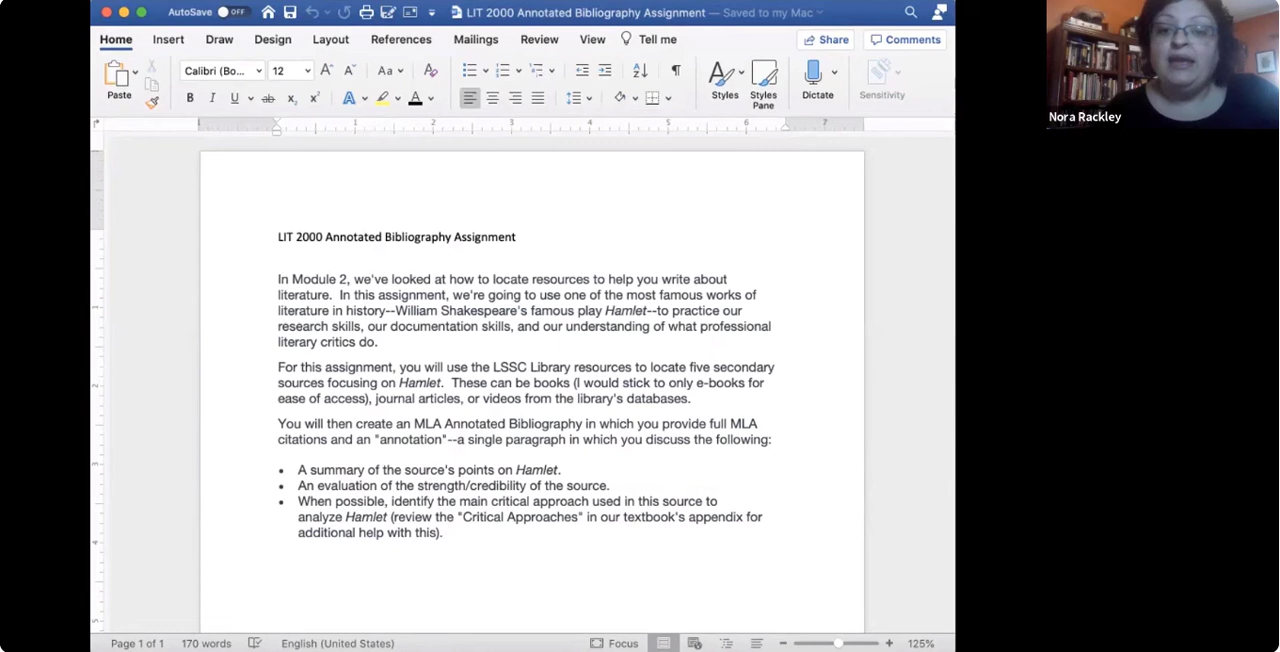 AutoSave OFF LIT 2000 Annotated Bibliography Assignment — Saved to my Mac
Home Insert Draw Design Layout References Mailings Review View Tell me Share Comments
Calibri (Bo... 12
Paste Styles Styles Pane Dictate Sensitivity
1 1 2 3 4 5 6 7
LIT 2000 Annotated Bibliography Assignment
In Module 2, we've looked at how to locate resources to help you write about
literature. In this assignment, we're going to use one of the most famous works of
literature in history--William Shakespeare's famous play Hamlet--to practice our
research skills, our documentation skills, and our understanding of what professional
literary critics do.
For this assignment, you will use the LSSC Library resources to locate five secondary
sources focusing on Hamlet. These can be books (I would stick to only e-books for
ease of access), journal articles, or videos from the library's databases.
You will then create an MLA Annotated Bibliography in which you provide full MLA
citations and an "annotation"--a single paragraph in which you discuss the following:
• A summary of the source's points on Hamlet.
• An evaluation of the strength/credibility of the source.
• When possible, identify the main critical approach used in this source to
analyze Hamlet (review the "Critical Approaches" in our textbook's appendix for
additional help with this).
Page 1 of 1 170 words English (United States) Focus 125%
Nora Rackley